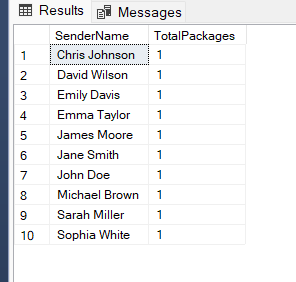 Results Messages
SenderName TotalPackages
1 Chris Johnson 1
2 David Wilson 1
3 Emily Davis 1
4 Emma Taylor 1
5 James Moore 1
6 Jane Smith 1
7 John Doe 1
8 Michael Brown 1
9 Sarah Miller 1
10 Sophia White 1